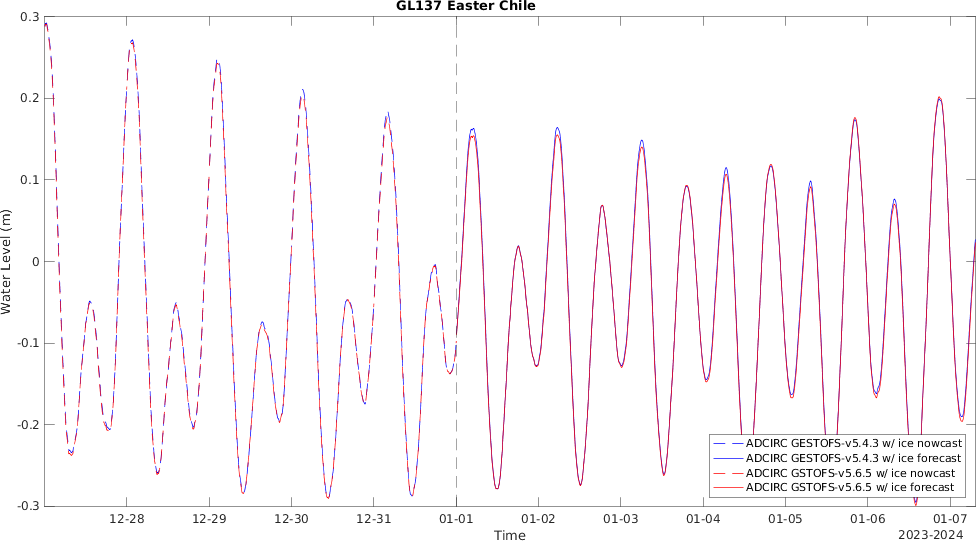 GL137 Easter Chile
0.3
0.2
0.1
0
-0.1
-0.2
-0.3
Water Level (m)
ADCIRC GESTOFS-v5.4.3 w/ ice nowcast
ADCIRC GESTOFS-v5.4.3 w/ ice forecast
ADCIRC GSTOFS-v5.6.5 w/ ice nowcast
ADCIRC GSTOFS-v5.6.5 w/ ice forecast
12-28 12-29 12-30 12-31 01-01 01-02 01-03 01-04 01-05 01-06 01-07
Time
2023-2024